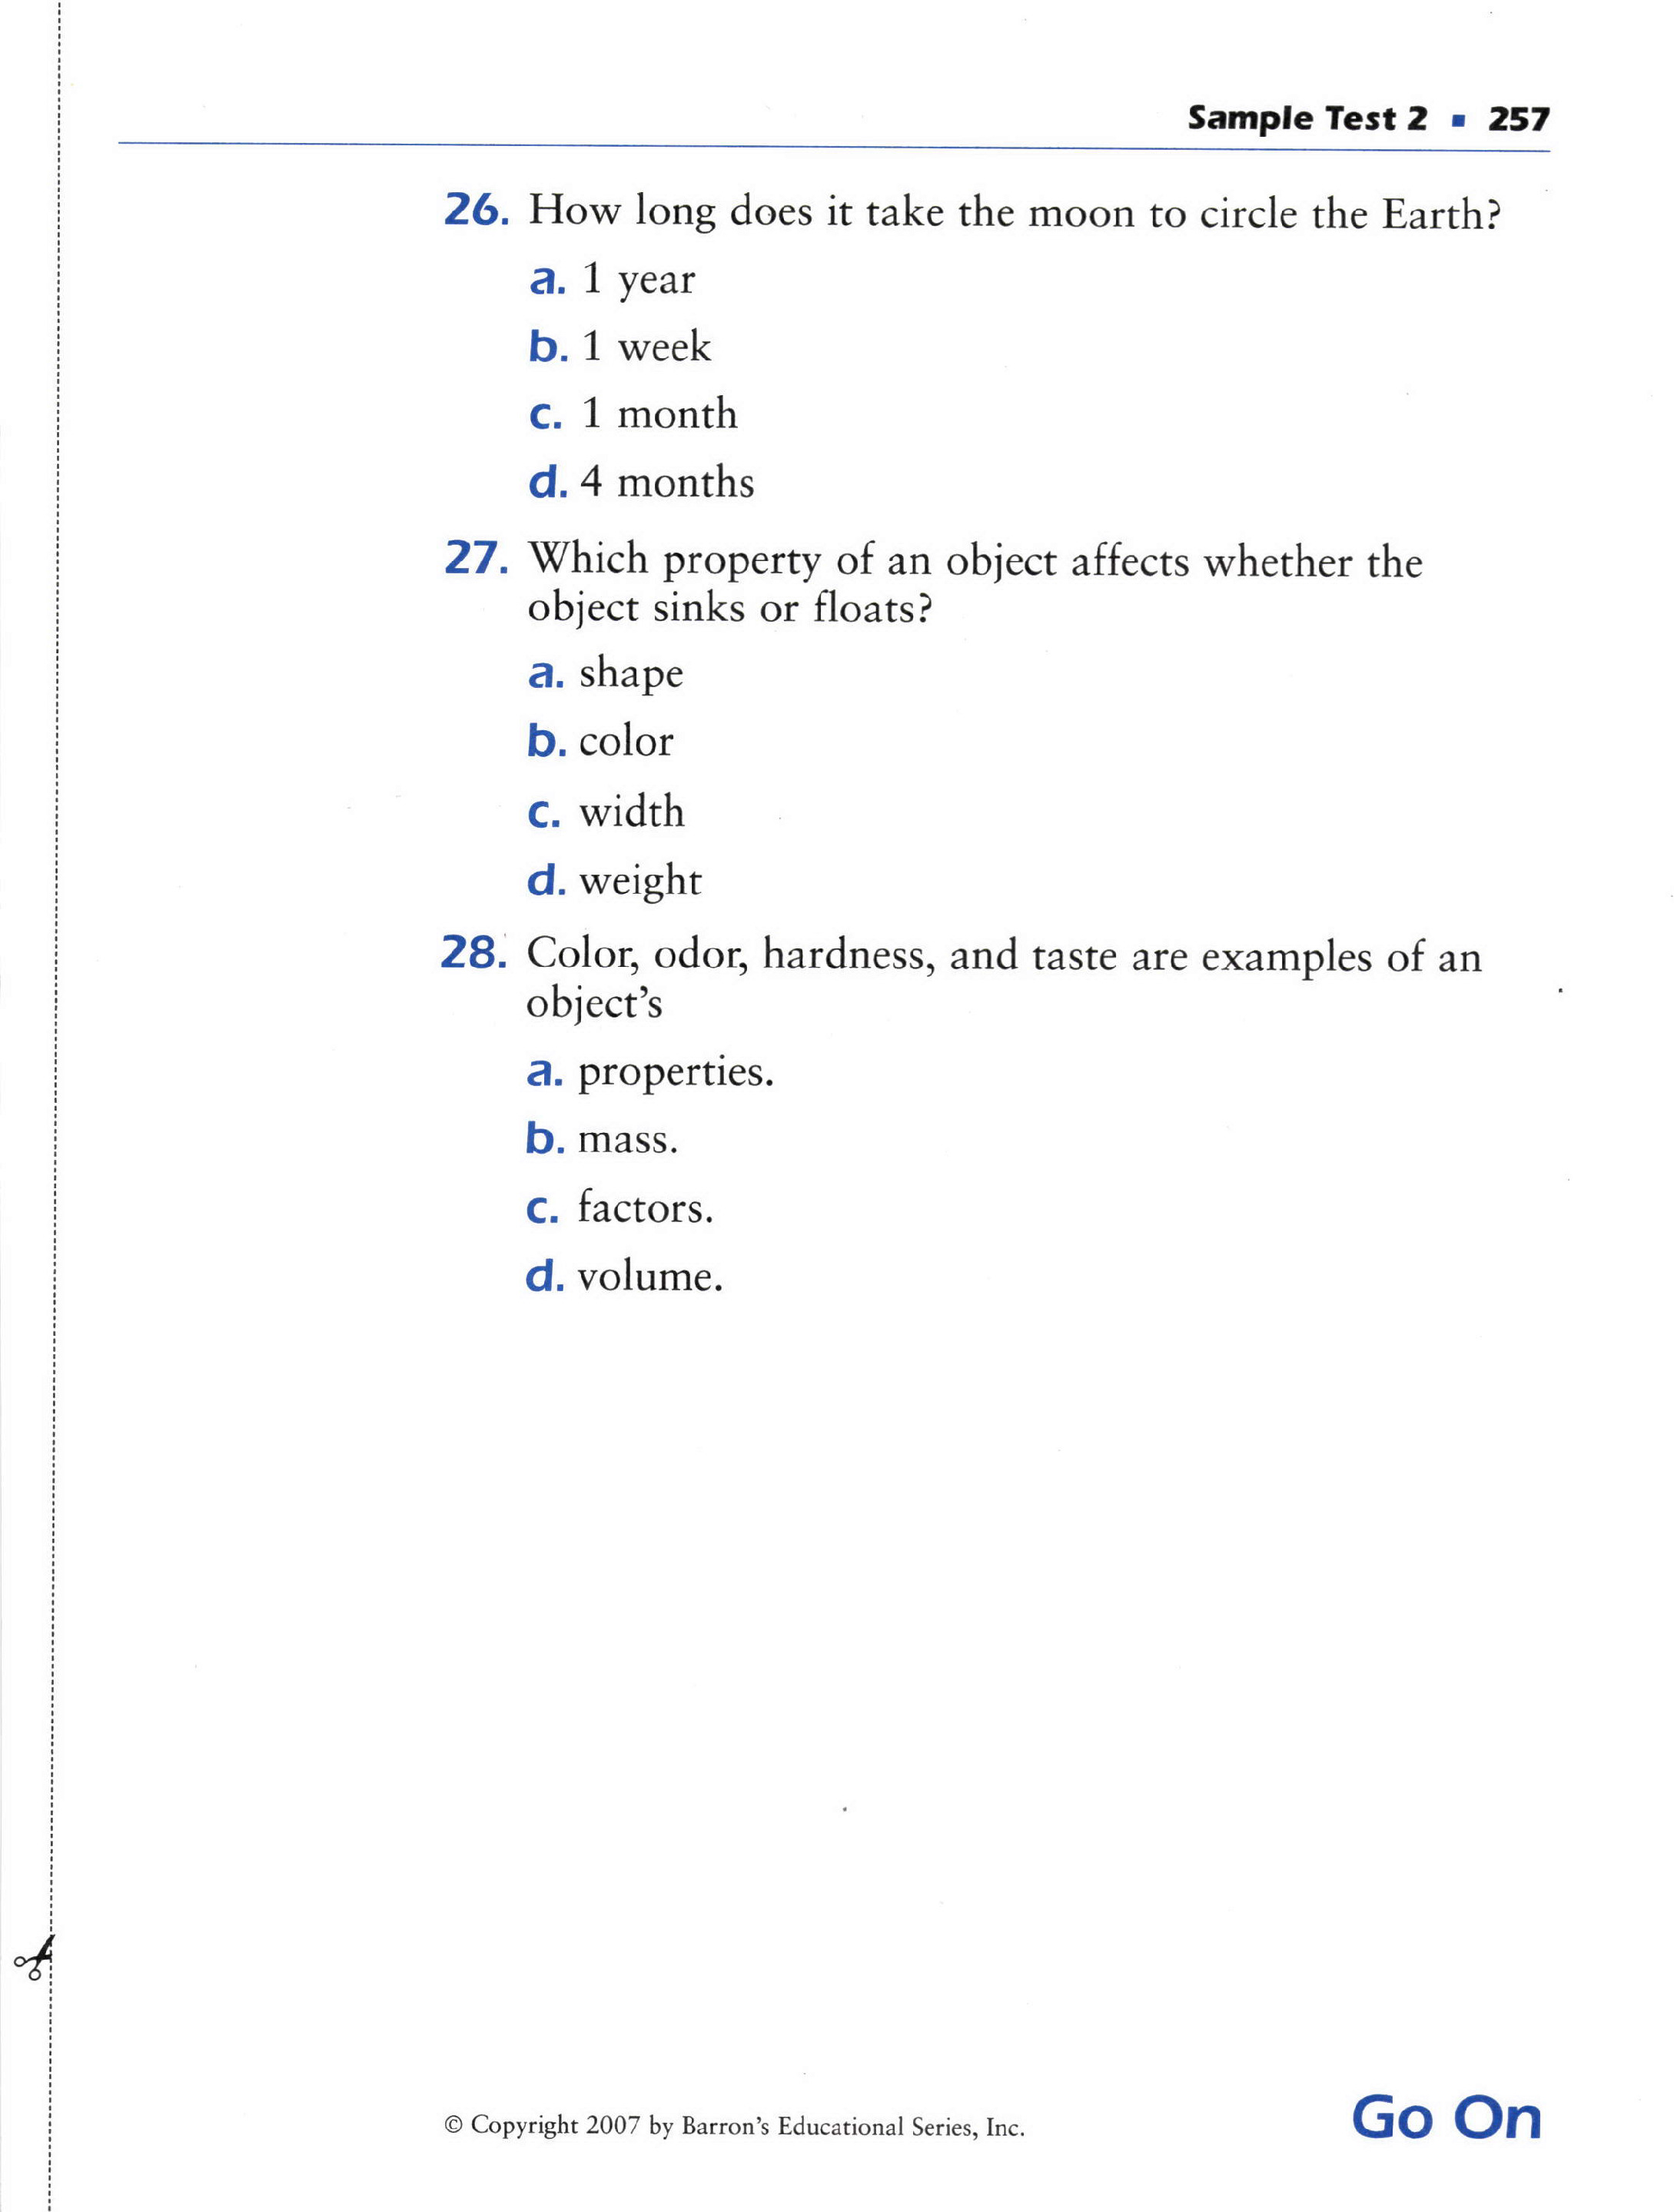 Sample Test 2 ▪ 257
26. How long does it take the moon to circle the Earth?
a. 1 year
b. 1 week
c. 1 month
d. 4 months
27. Which property of an object affects whether the
object sinks or floats?
a. shape
b. color
c. width
d. weight
28. Color, odor, hardness, and taste are examples of an
object’s
a. properties.
b. mass.
c. factors.
d. volume.
© Copyright 2007 by Barron’s Educational Series, Inc.
Go On